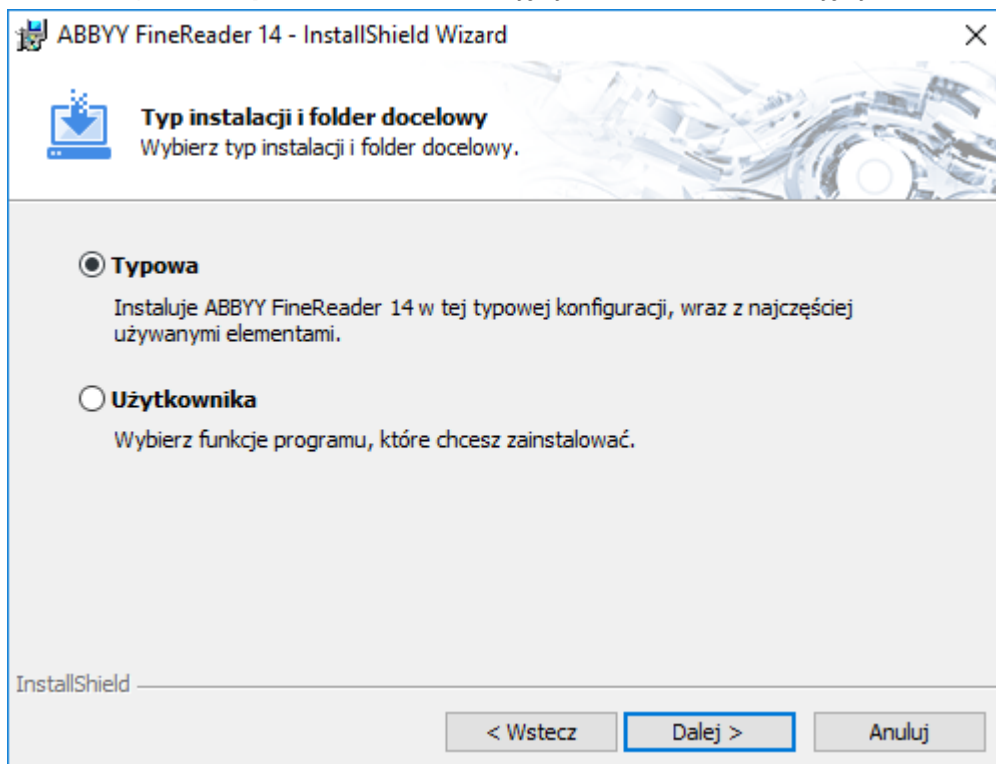 ABBYY FineReader 14 - InstallShield Wizard
Typ instalacji i folder docelowy
Wybierz typ instalacji i folder docelowy.
Typowa
Instaluje ABBYY FineReader 14 w tej typowej konfiguracji, wraz z najczęściej
używanymi elementami.
Użytkownika
Wybierz funkcje programu, które chcesz zainstalować.
InstallShield
< Wstecz
Dalej >
Anuluj